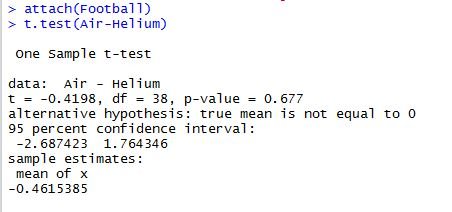 > attach(Football)
> t.test(Air-Helium)
One Sample t-test
data:  Air - Helium
t = -0.4198, df = 38, p-value = 0.677
alternative hypothesis: true mean is not equal to 0
95 percent confidence interval:
-2.687423  1.764346
sample estimates:
mean of x
-0.4615385